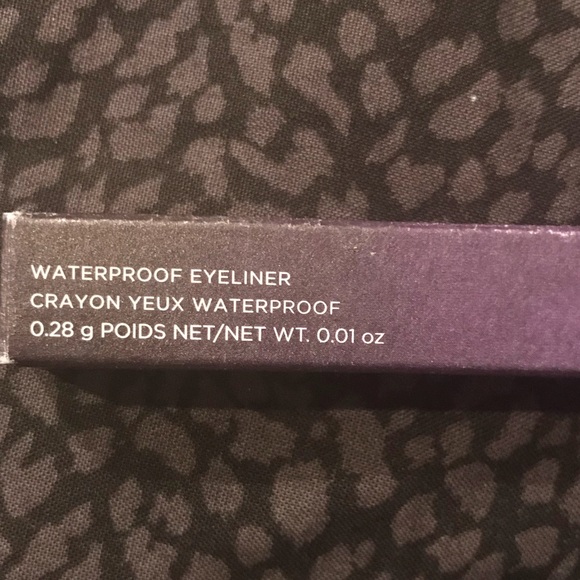 WATERPROOF EYELINER
CRAYON YEUX WATERPROOF
0.28 g POIDS NET/NET WT. 0.01 oz